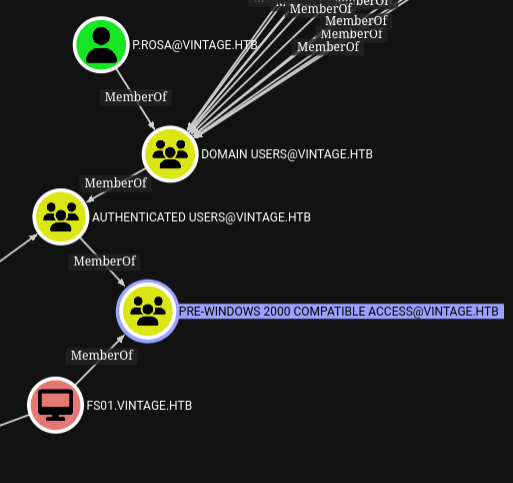 MemberOf
MemberOf
MemberOf
P.ROSA@VINTAGE.HTB
MemberOf
MemberOf
DOMAIN USERS@VINTAGE.HTB
MemberOf
AUTHENTICATED USERS@VINTAGE.HTB
MemberOf
PRE-WINDOWS 2000 COMPATIBLE ACCESS@VINTAGE.HTB
MemberOf
FS01.VINTAGE.HTB